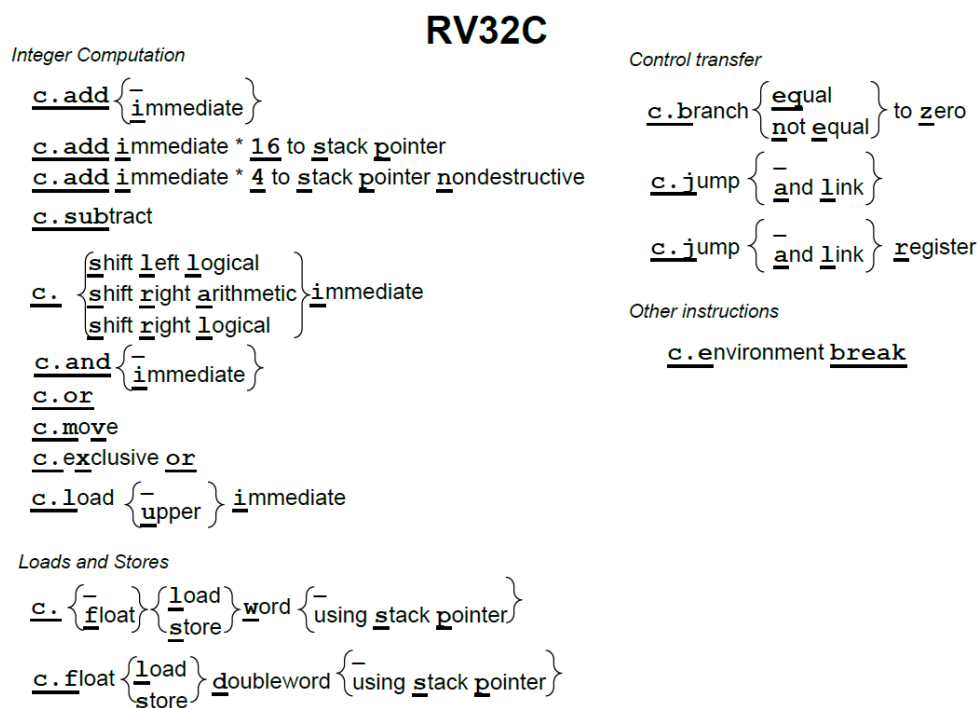 RV32C
Integer Computation
c.add { – immediate }
c.add immediate * 16 to stack pointer
c.add immediate * 4 to stack pointer nondestructive
c.subtract
c. { shift left logical
shift right arithmetic
shift right logical } immediate
c.and { – immediate }
c.or
c.move
c.exclusive or
c.load { – upper } immediate
Loads and Stores
c. { – float } { load store } word { – using stack pointer }
c.float { load store } doubleword { – using stack pointer }
Control transfer
c.branch { equal not equal } to zero
c.jump { – and link }
c.jump { – and link } register
Other instructions
c.environment break